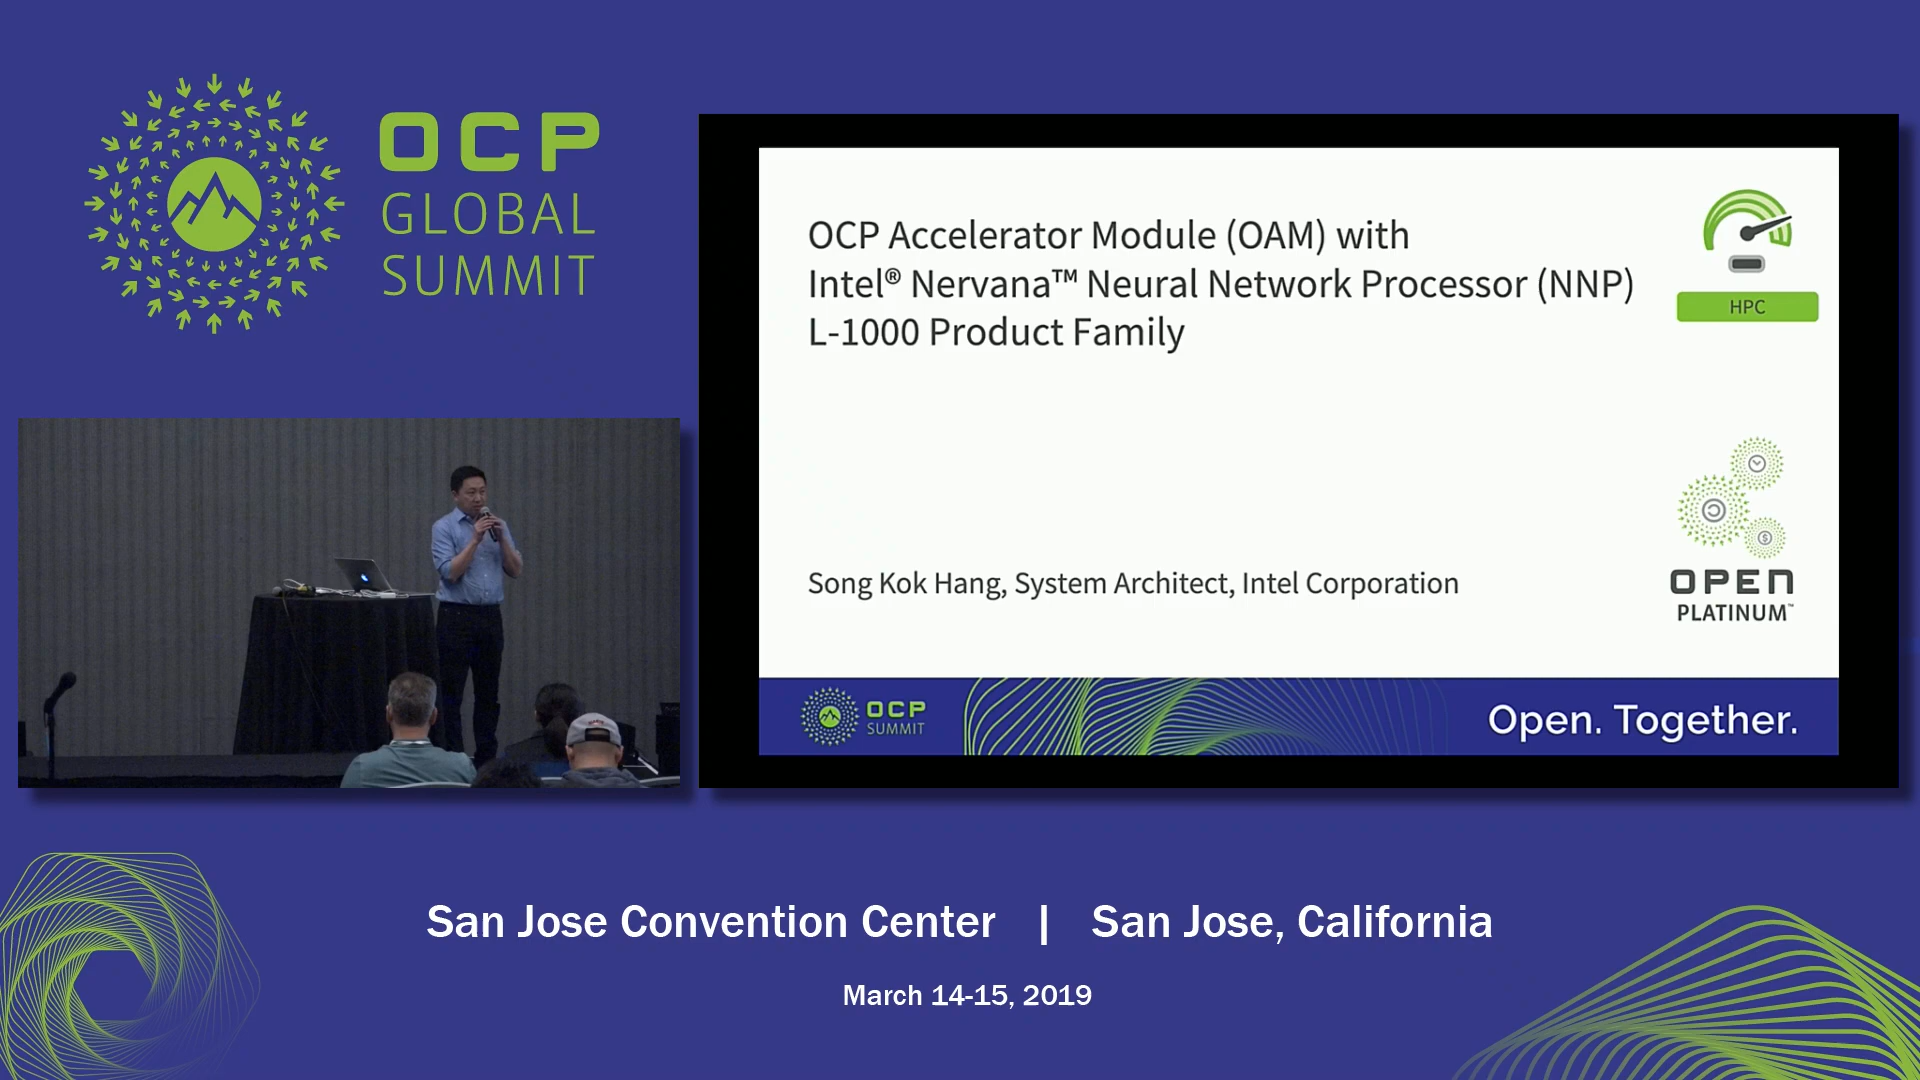 OCP
GLOBAL
SUMMIT
OCP Accelerator Module (OAM) with
Intel® Nervana™ Neural Network Processor (NNP)
L-1000 Product Family
HPC
Song Kok Hang, System Architect, Intel Corporation
OPEN
PLATINUM™
OCP
SUMMIT
Open. Together.
San Jose Convention Center | San Jose, California
March 14-15, 2019